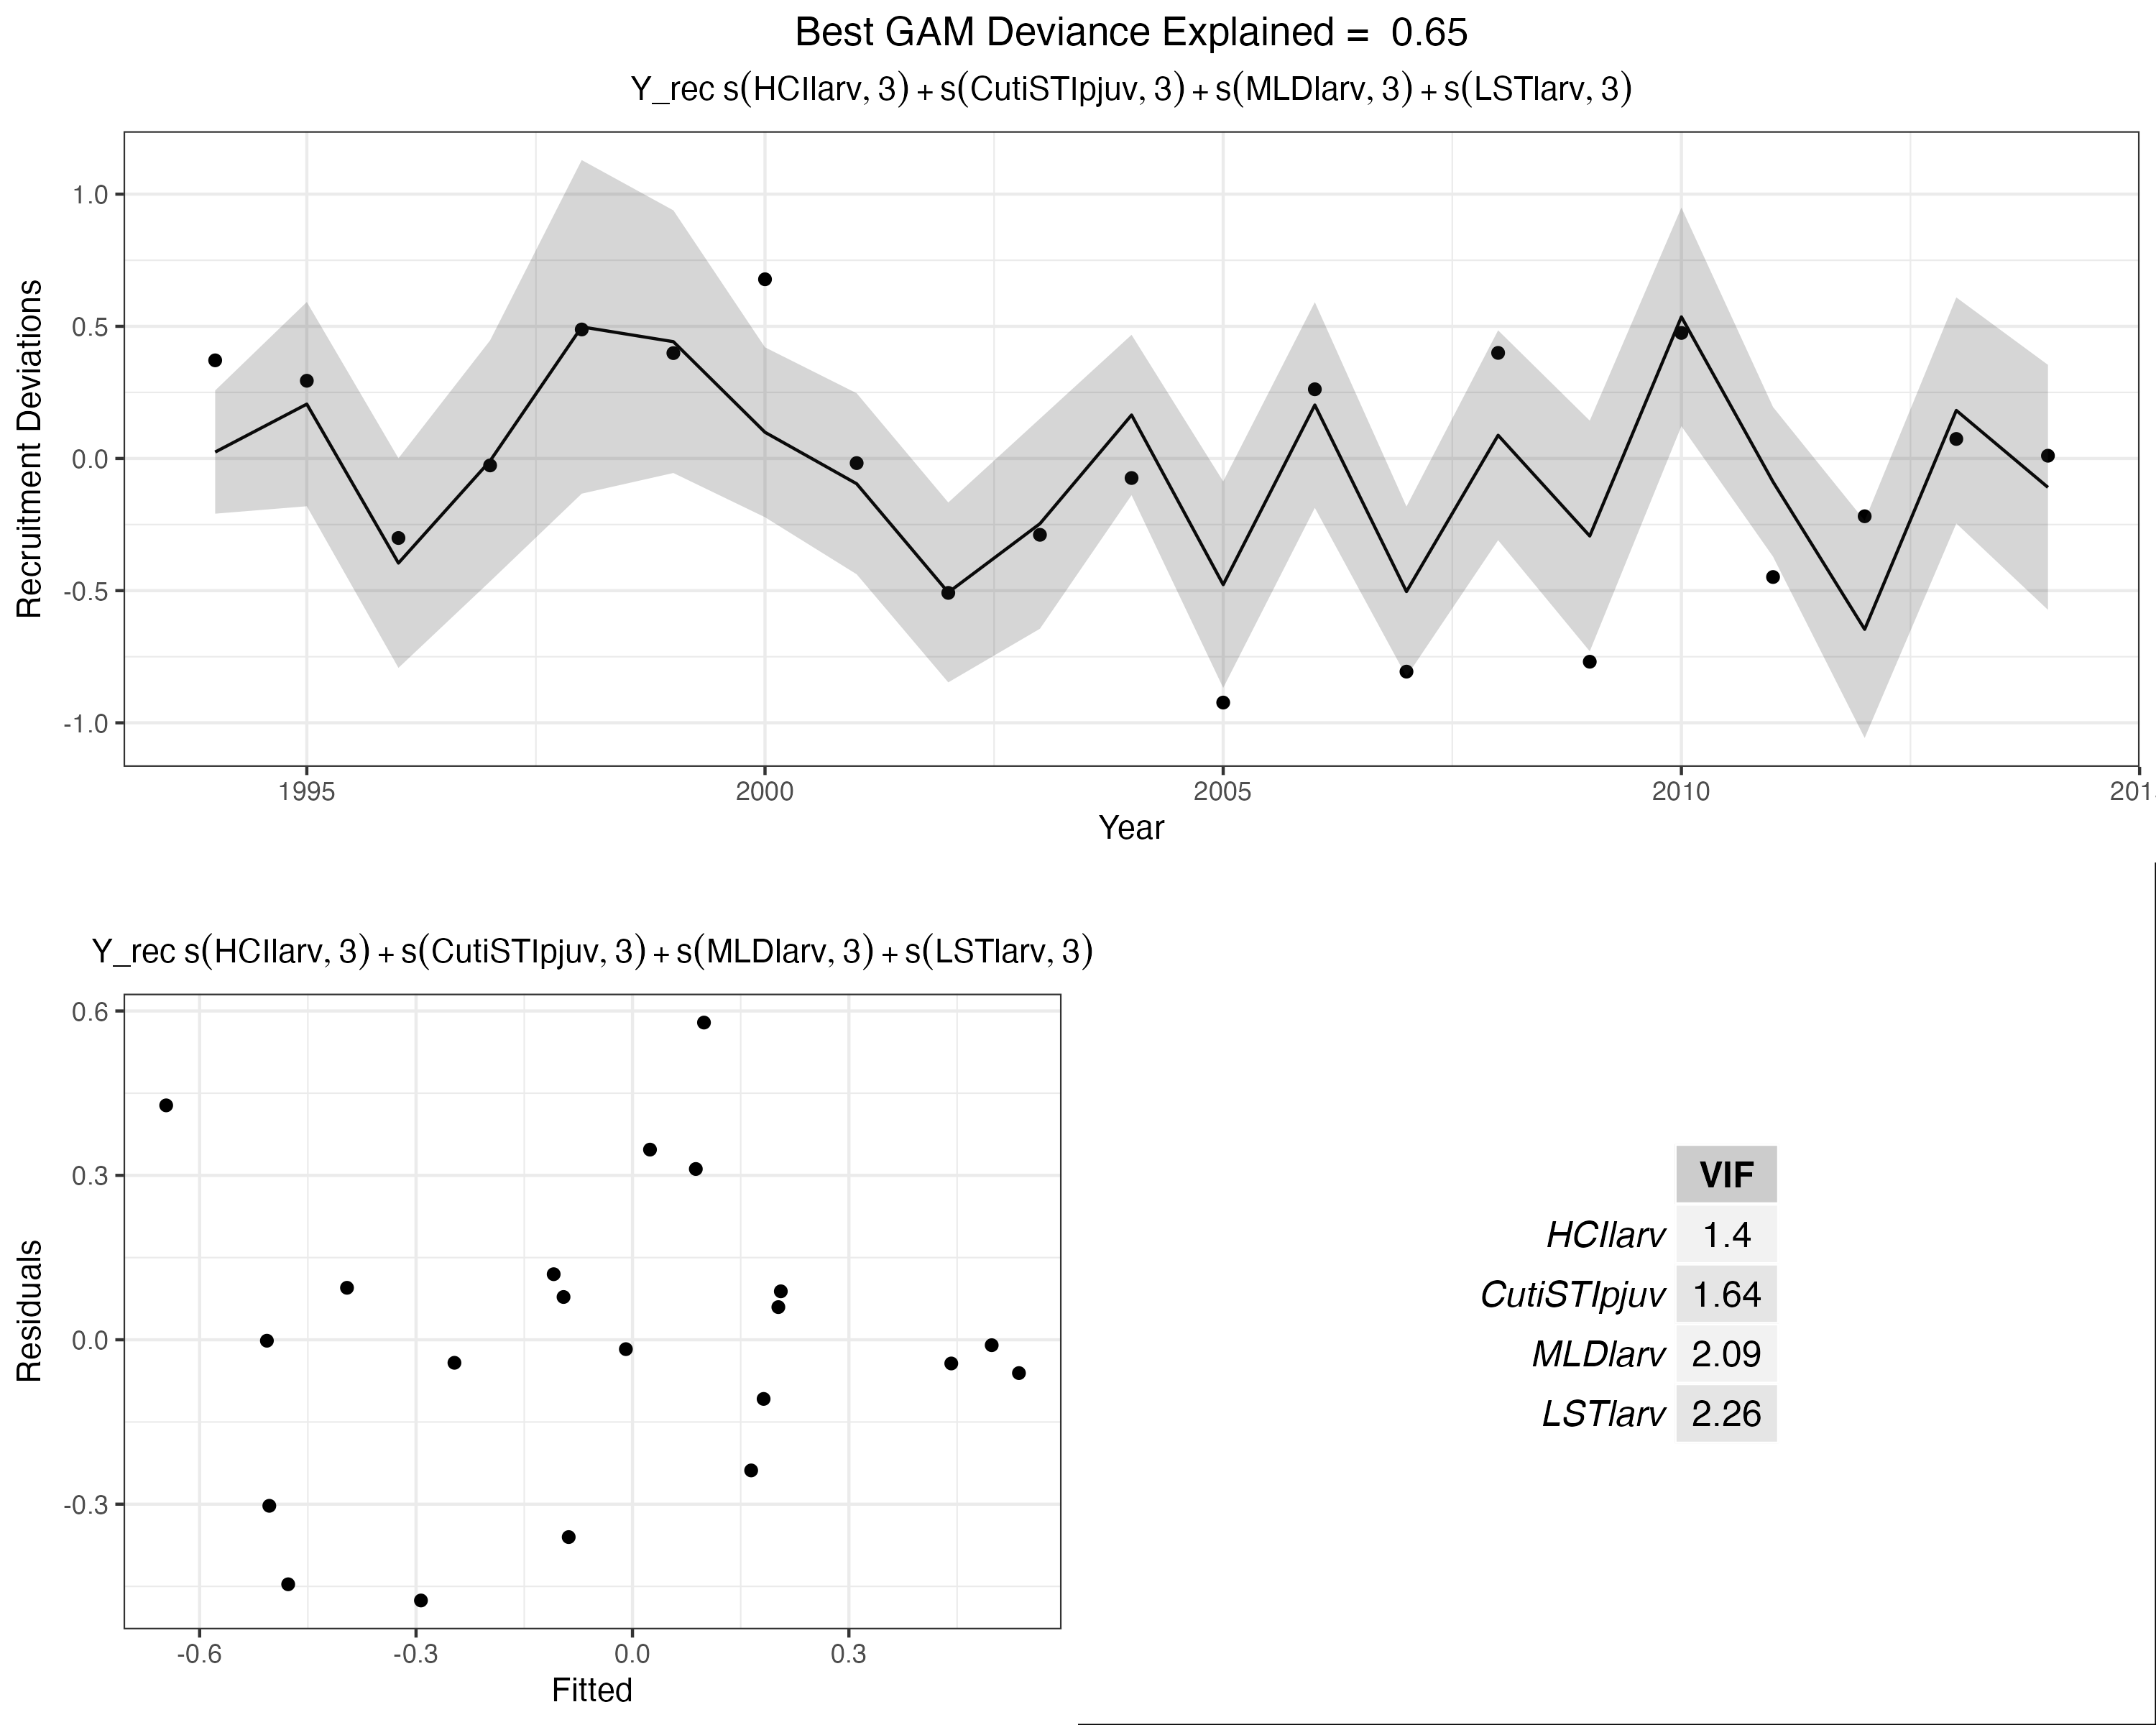 Best GAM Deviance Explained = 0.65
Y_rec s(HCIlarv, 3) + s(CutiSTIpjuv, 3) + s(MLDlarv, 3) + s(LSTlarv, 3)
Recruitment Deviations
1.0
0.5
0.0
-0.5
-1.0
1995 2000 2005 2010 201
Year
Y_rec s(HCIlarv, 3) + s(CutiSTIpjuv, 3) + s(MLDlarv, 3) + s(LSTlarv, 3)
Residuals
0.6
0.3
0.0
-0.3
-0.6 -0.3 0.0 0.3
Fitted
VIF
HCIlarv 1.4
CutiSTIpjuv 1.64
MLDlarv 2.09
LSTlarv 2.26